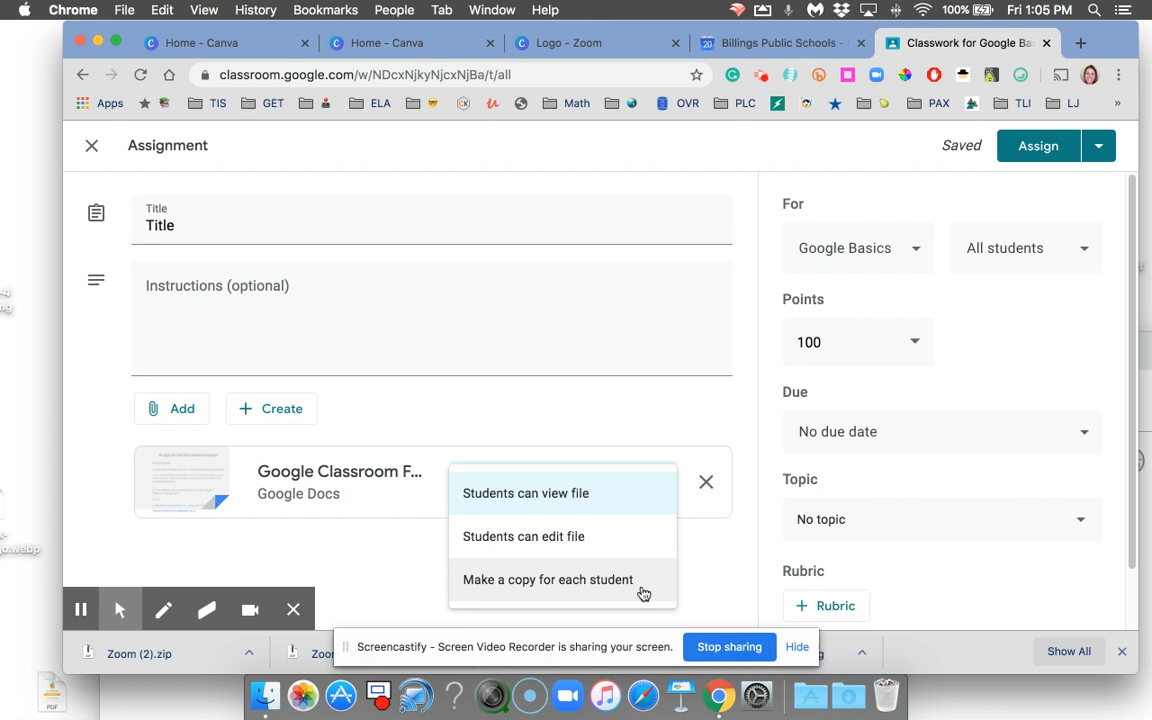 Chrome File Edit View History Bookmarks People Tab Window Help 100% Fri 1:05 PM
Home - Canva Home - Canva Logo - Zoom Billings Public Schools - Classwork for Google Ba
classroom.google.com/w/NDcxNjkyNjcxNjBa/t/all
Apps TIS GET ELA Math OVR PLC PAX TLI LJ »
Assignment Saved Assign
Title
Title
Instructions (optional)
Add Create
Google Classroom F...
Google Docs
Students can view file
Students can edit file
Make a copy for each student
For
Google Basics All students
Points
100
Due
No due date
Topic
No topic
Rubric
Rubric
Screencastify - Screen Video Recorder is sharing your screen. Stop sharing Hide
Zoom (2).zip Show All
PDF